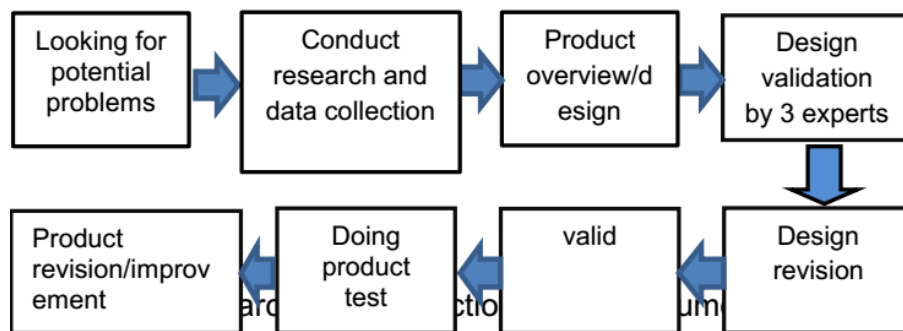 Looking for
potential
problems
Conduct
research and
data collection
Product
overview/d
esign
Design
validation
by 3 experts
Product
revision/improv
ement
Doing
product
test
valid
Design
revision